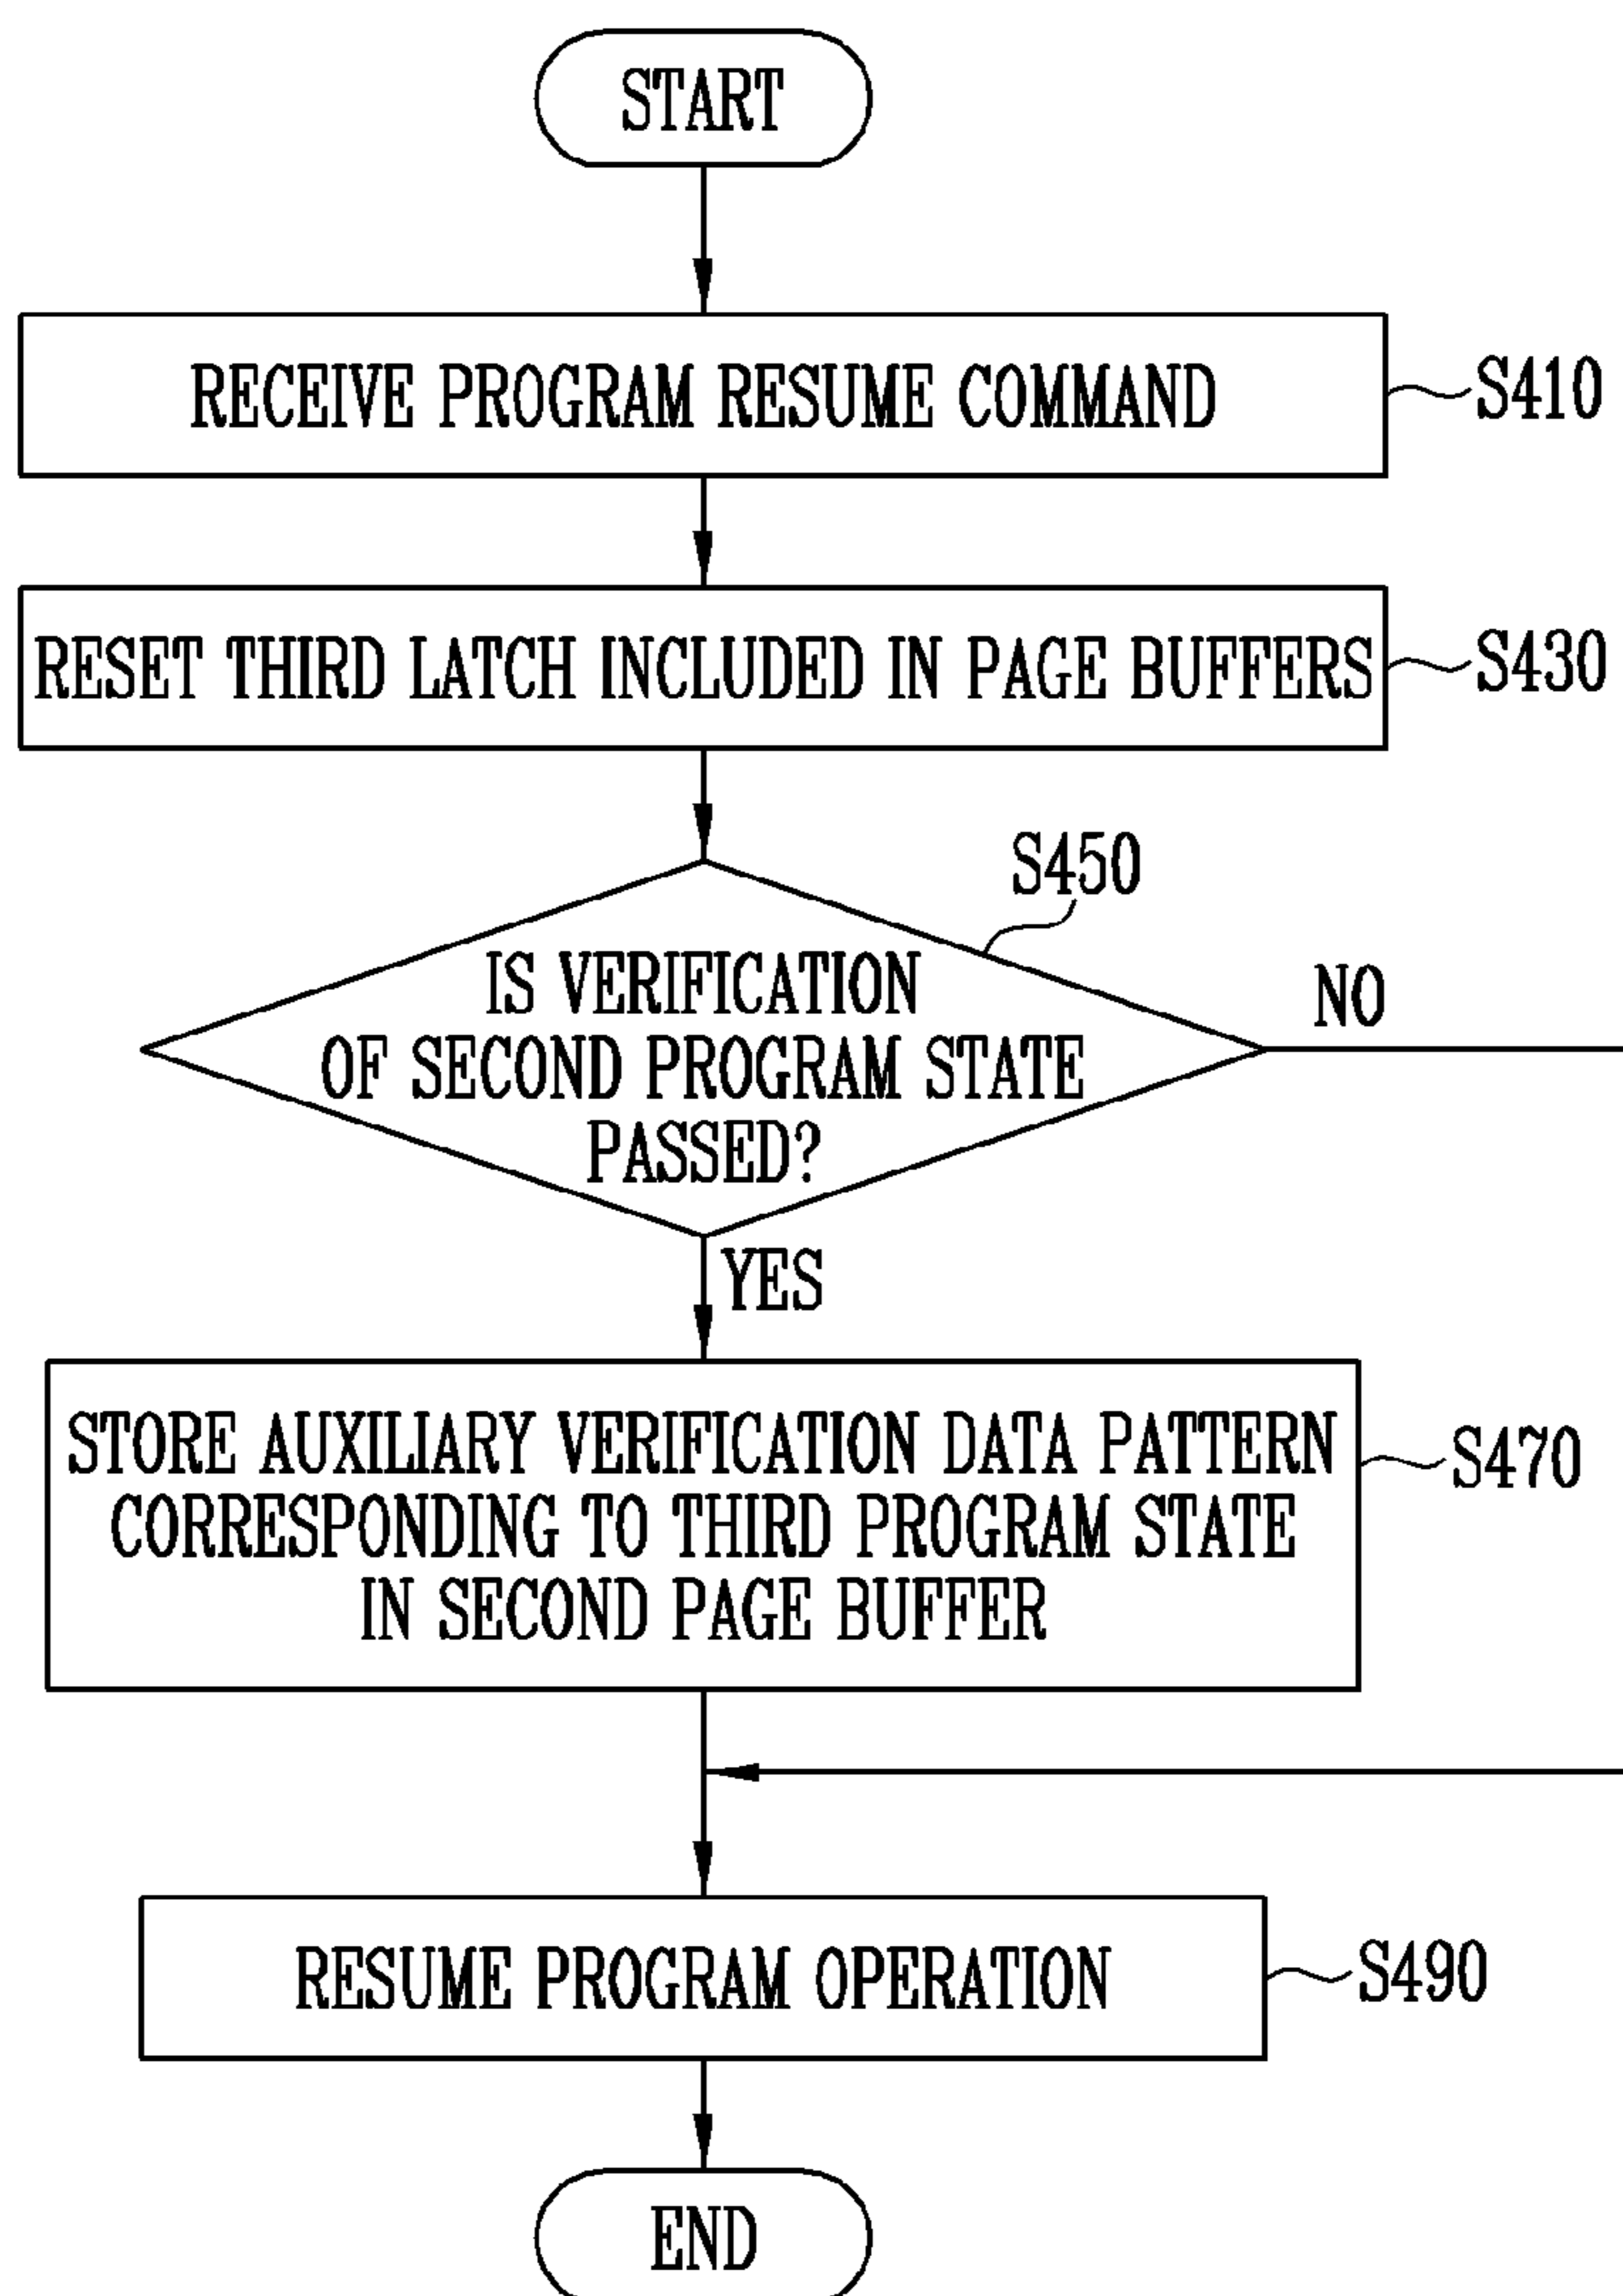 START
RECEIVE PROGRAM RESUME COMMAND
S410
RESET THIRD LATCH INCLUDED IN PAGE BUFFERS
S430
S450
IS VERIFICATION
OF SECOND PROGRAM STATE
PASSED?
NO
YES
STORE AUXILIARY VERIFICATION DATA PATTERN
CORRESPONDING TO THIRD PROGRAM STATE
IN SECOND PAGE BUFFER
S470
RESUME PROGRAM OPERATION
S490
END